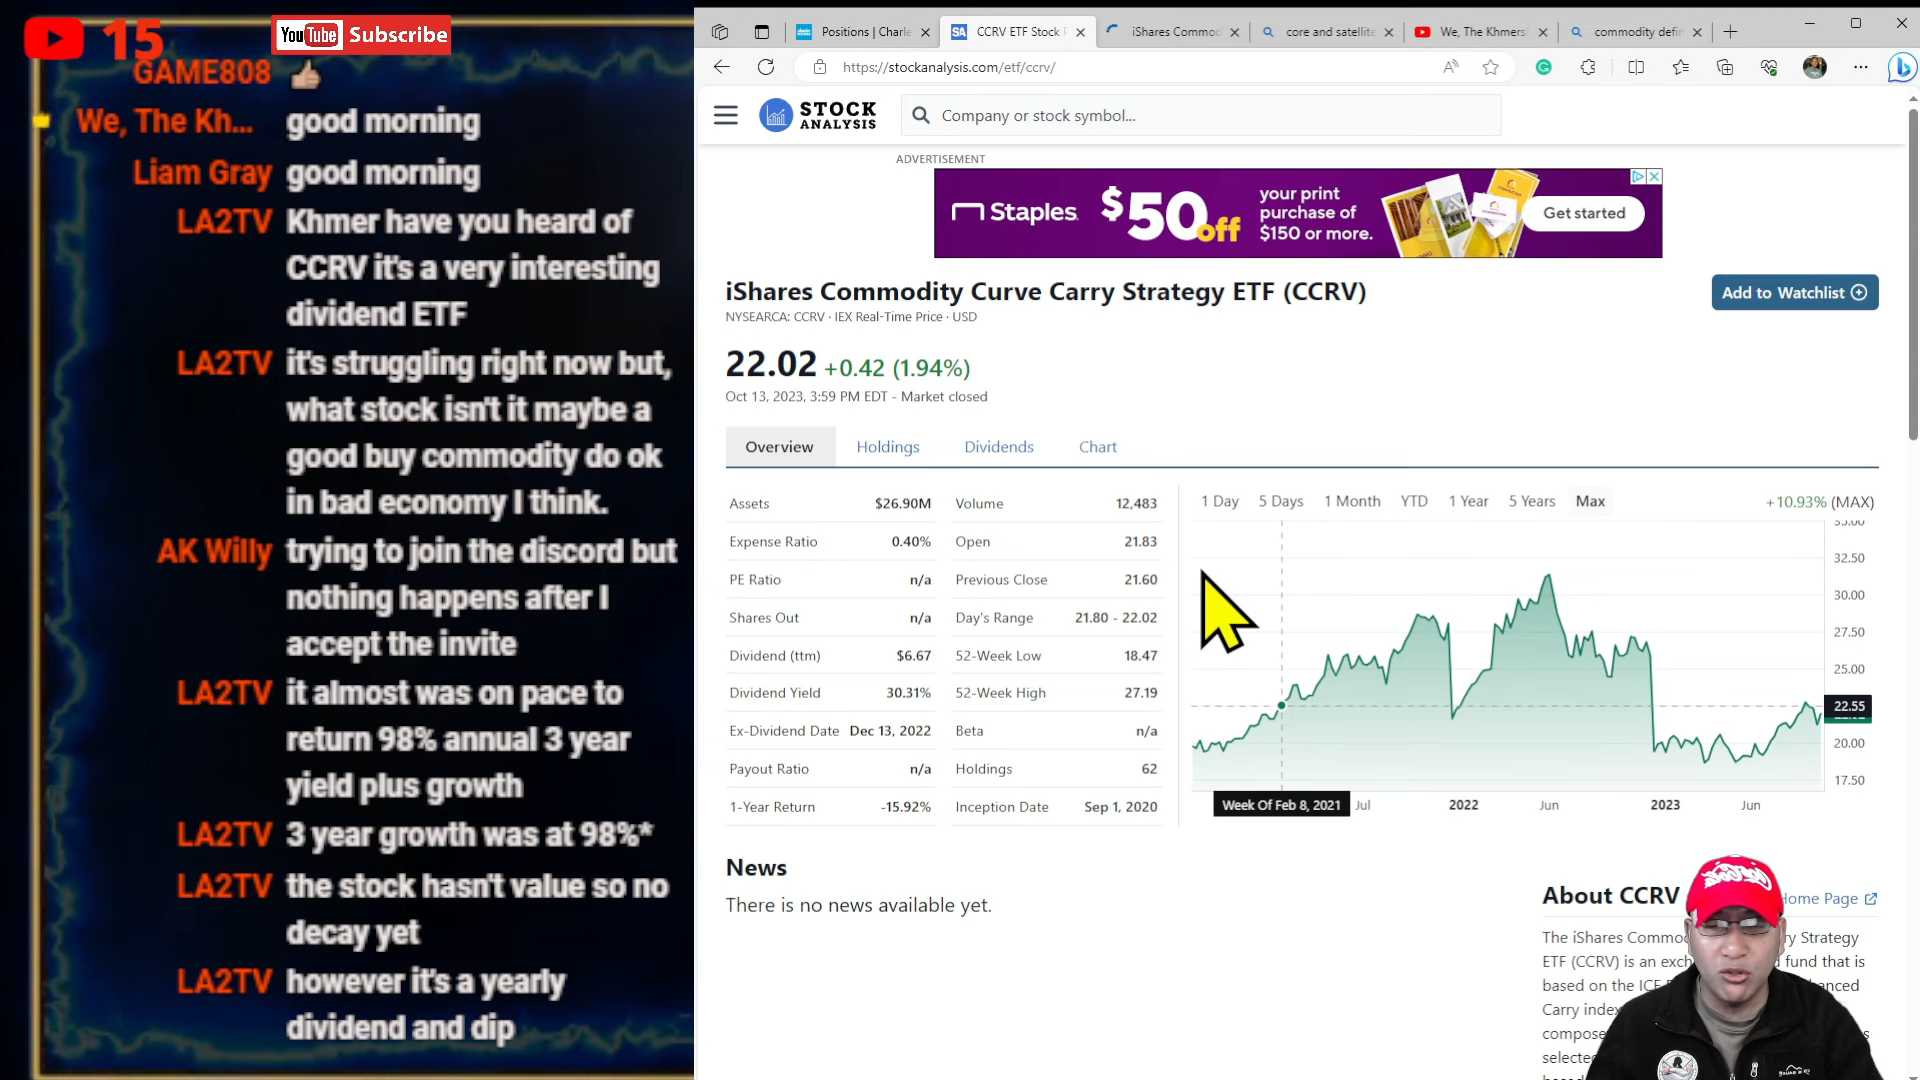 15
YouTube Subscribe
GAME808 👍
We, The Kh... good morning
Liam Gray good morning
LA2TV Khmer have you heard of
CCRV it's a very interesting
dividend ETF
LA2TV it's struggling right now but,
what stock isn't it maybe a
good buy commodity do ok
in bad economy I think.
AK Willy trying to join the discord but
nothing happens after I
accept the invite
LA2TV it almost was on pace to
return 98% annual 3 year
yield plus growth
LA2TV 3 year growth was at 98%*
LA2TV the stock hasn't value so no
decay yet
LA2TV however it's a yearly
dividend and dip
Positions | Charle
SA CCRV ETF Stock P
iShares Commod
core and satellite
We, The Khmers
commodity defin
https://stockanalysis.com/etf/ccrv/
STOCK
ANALYSIS
Company or stock symbol...
ADVERTISEMENT
Staples $50 off
your print
purchase of
$150 or more.
Get started
iShares Commodity Curve Carry Strategy ETF (CCRV)
Add to Watchlist
NYSEARCA: CCRV · IEX Real-Time Price · USD
22.02 +0.42 (1.94%)
Oct 13, 2023, 3:59 PM EDT - Market closed
Overview Holdings Dividends Chart
Assets $26.90M Volume 12,483
Expense Ratio 0.40% Open 21.83
PE Ratio n/a Previous Close 21.60
Shares Out n/a Day's Range 21.80 - 22.02
Dividend (ttm) $6.67 52-Week Low 18.47
Dividend Yield 30.31% 52-Week High 27.19
Ex-Dividend Date Dec 13, 2022 Beta n/a
Payout Ratio n/a Holdings 62
1-Year Return -15.92% Inception Date Sep 1, 2020
1 Day 5 Days 1 Month YTD 1 Year 5 Years Max
+10.93% (MAX)
35.00
32.50
30.00
27.50
25.00
22.55
20.00
17.50
Week Of Feb 8, 2021 Jul 2022 Jun 2023 Jun
News
There is no news available yet.
About CCRV
Home Page
The iShares Commod ry Strategy
ETF (CCRV) is an exch d fund that is
based on the ICE anced
Carry index
compose
selected
Coca-Cola